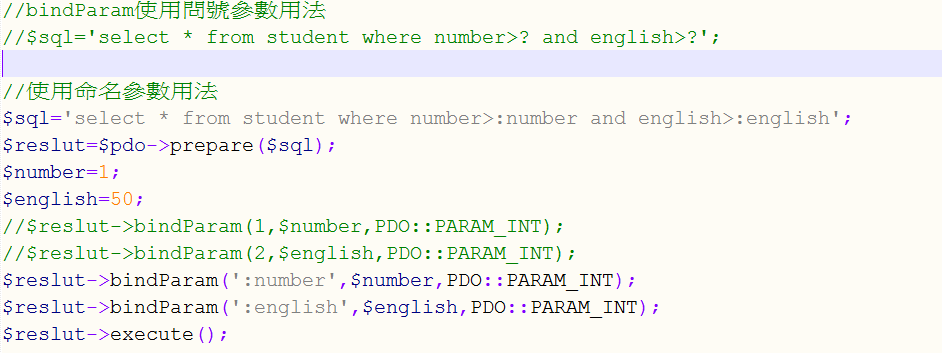 //bindParam使用問號參數用法
//$sql='select * from student where number>? and english>?';
//使用命名參數用法
$sql='select * from student where number>:number and english>:english';
$reslut=$pdo->prepare($sql);
$number=1;
$english=50;
//$reslut->bindParam(1,$number,PDO::PARAM_INT);
//$reslut->bindParam(2,$english,PDO::PARAM_INT);
$reslut->bindParam(':number',$number,PDO::PARAM_INT);
$reslut->bindParam(':english',$english,PDO::PARAM_INT);
$reslut->execute();